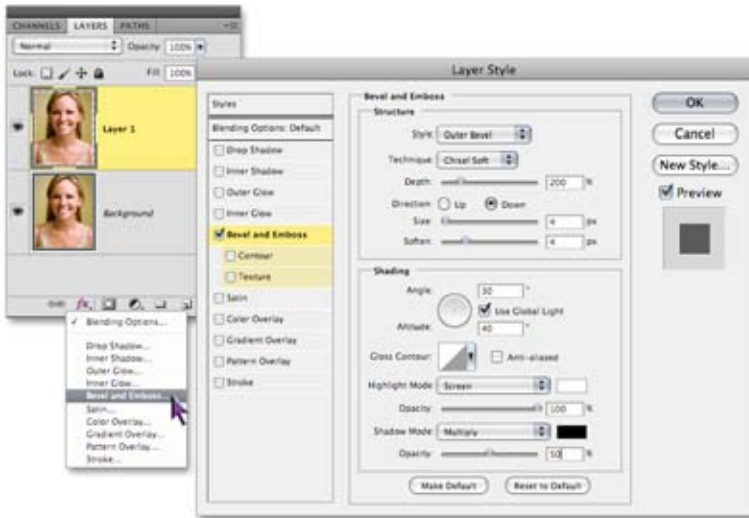 CHANNELS LAYERS PATHS
Normal Opacity: 100%
Lock: Fill: 100%
Layer 1
Background
✓ Blending Options...
Drop Shadow...
Inner Shadow...
Outer Glow...
Inner Glow...
Bevel and Emboss...
Satin...
Color Overlay...
Gradient Overlay...
Pattern Overlay...
Stroke...
Layer Style
Styles
Blending Options: Default
Drop Shadow
Inner Shadow
Outer Glow
Inner Glow
Bevel and Emboss
Contour
Texture
Satin
Color Overlay
Gradient Overlay
Pattern Overlay
Stroke
Bevel and Emboss
Structure
Style: Outer Bevel
Technique: Chisel Soft
Depth: 200 %
Direction: Up Down
Size: 4 px
Soften: 4 px
Shading
Angle: 30 °
Use Global Light
Altitude: 40 °
Gloss Contour: Anti-aliased
Highlight Mode: Screen
Opacity: 100 %
Shadow Mode: Multiply
Opacity: 50 %
Make Default Reset to Default
OK
Cancel
New Style...
Preview